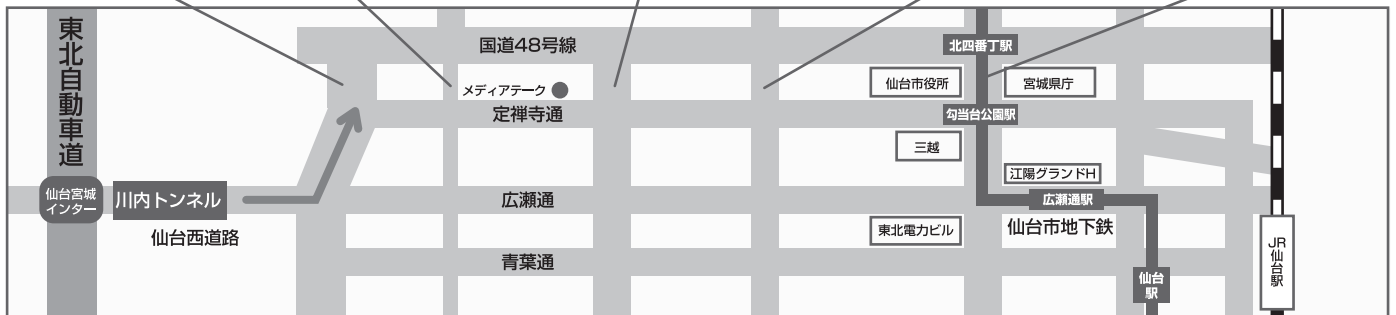 東北自動車道
国道48号線
北四番丁駅
メディアテーク
仙台市役所
宮城県庁
定禅寺通
勾当台公園駅
三越
江陽グランドH
仙台宮城
インター
川内トンネル
広瀬通
広瀬通駅
仙台西道路
東北電力ビル
仙台市地下鉄
JR仙台駅
青葉通
仙台
駅